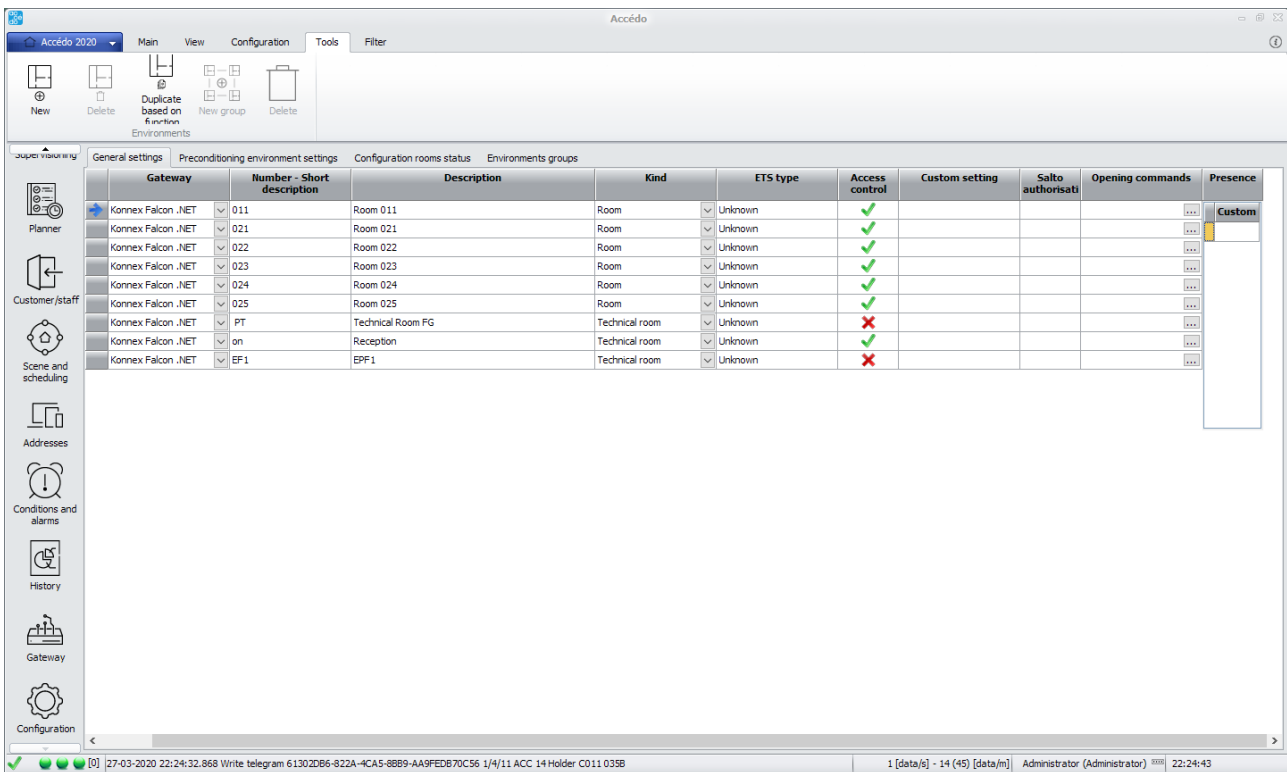 Accédo
Accédo 2020 Main View Configuration Tools Filter
New Delete Duplicate based on function New group Delete
Environments
Supervisioning
General settings Preconditioning environment settings Configuration rooms status Environments groups
Gateway Number - Short description Description Kind ETS type Access control Custom setting Salto authorisati Opening commands Presence
Konnex Falcon .NET 011 Room 011 Room Unknown ... Custom
Konnex Falcon .NET 021 Room 021 Room Unknown ...
Konnex Falcon .NET 022 Room 022 Room Unknown ...
Konnex Falcon .NET 023 Room 023 Room Unknown ...
Konnex Falcon .NET 024 Room 024 Room Unknown ...
Konnex Falcon .NET 025 Room 025 Room Unknown ...
Konnex Falcon .NET PT Technical Room FG Technical room Unknown ...
Konnex Falcon .NET on Reception Technical room Unknown ...
Konnex Falcon .NET EF1 EPF1 Technical room Unknown ...
Planner
Customer/staff
Scene and
scheduling
Addresses
Conditions and
alarms
History
Gateway
Configuration
[0] 27-03-2020 22:24:32.868 Write telegram 61302DB6-822A-4CA5-8BB9-AA9FEDB70C56 1/4/11 ACC 14 Holder C011 035B 1 [data/s] - 14 (45) [data/m] Administrator (Administrator) 22:24:43